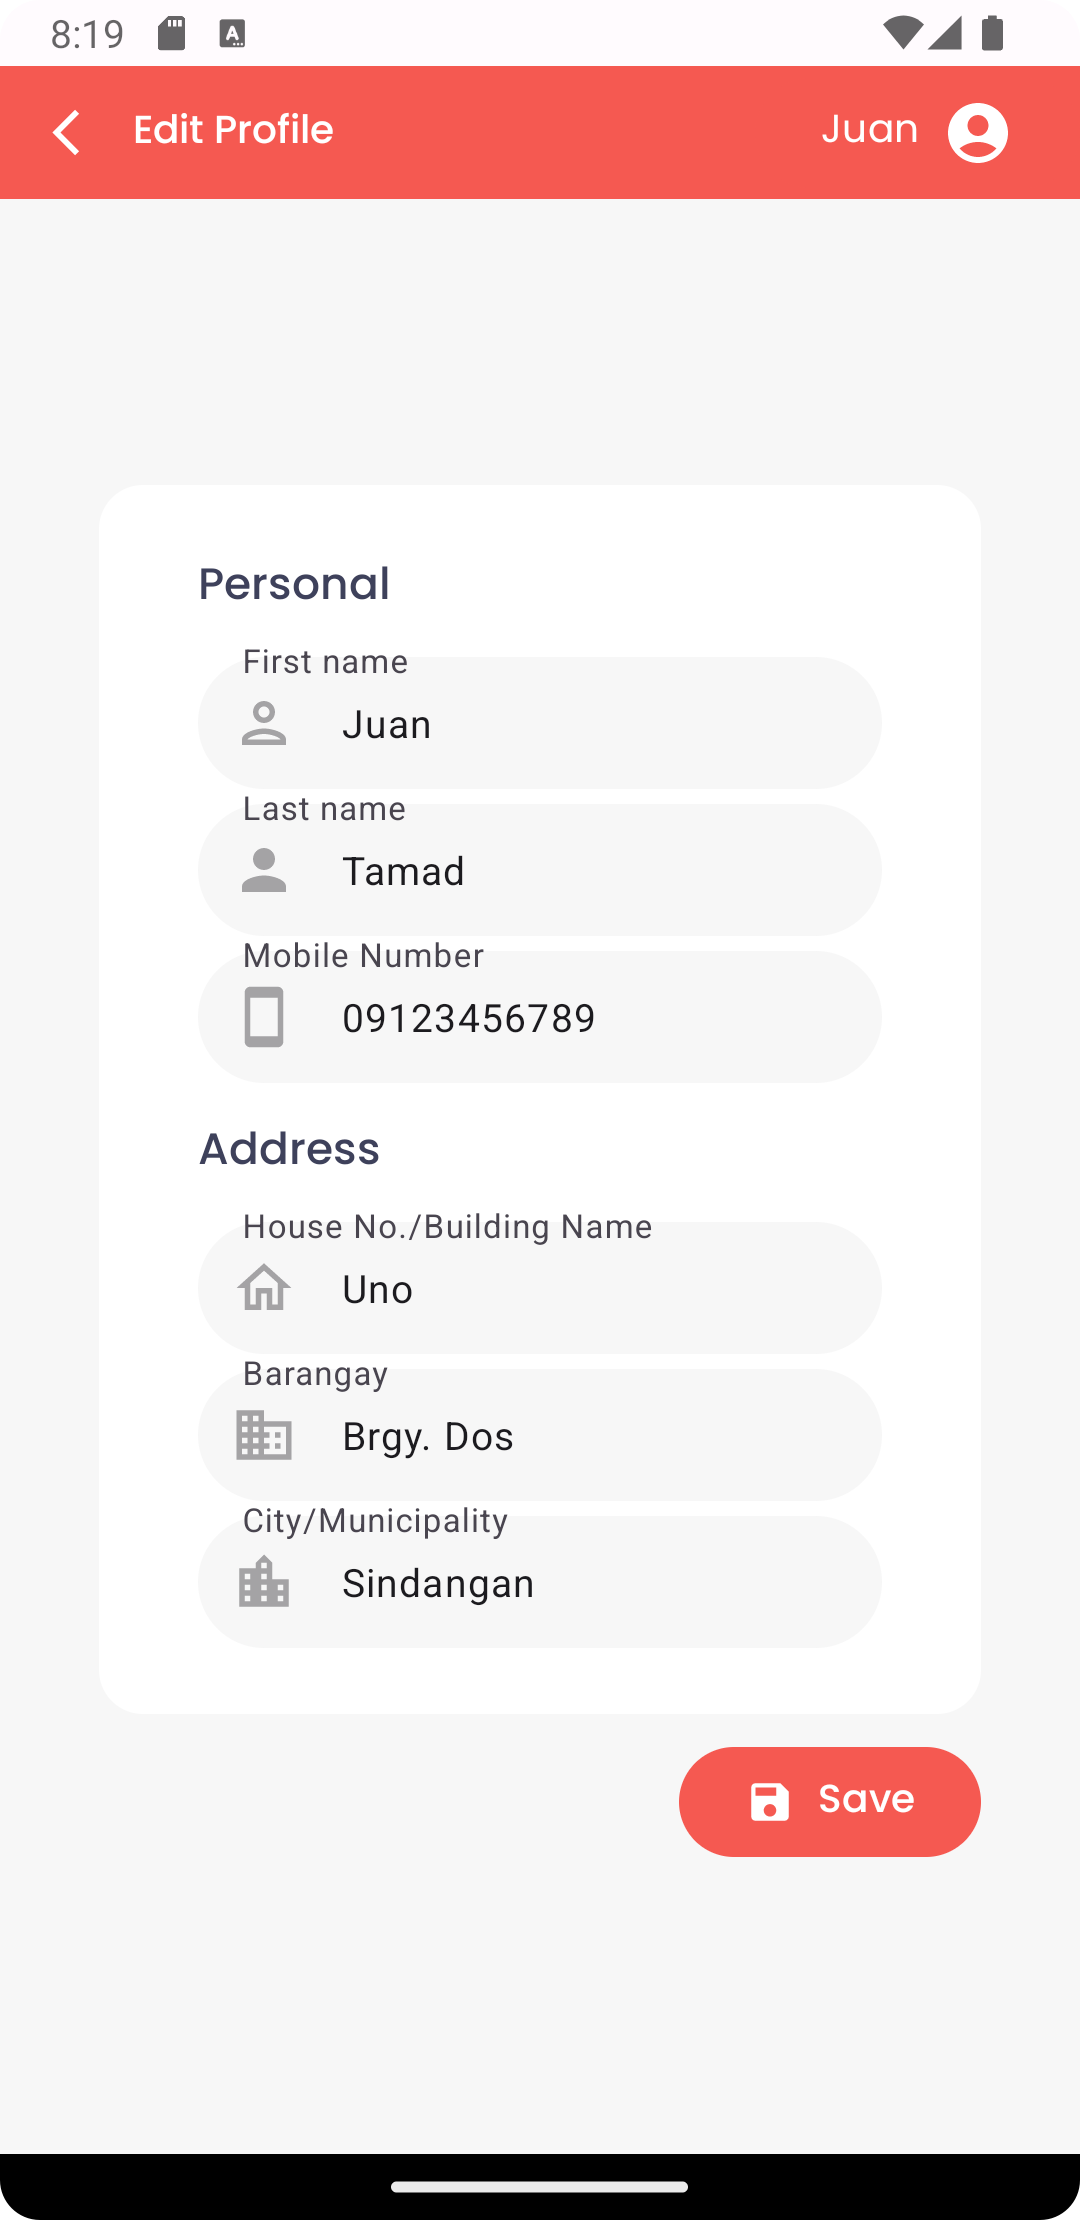 8:19
Edit Profile
Juan
Personal
First name
Juan
Last name
Tamad
Mobile Number
09123456789
Address
House No./Building Name
Uno
Barangay
Brgy. Dos
City/Municipality
Sindangan
Save